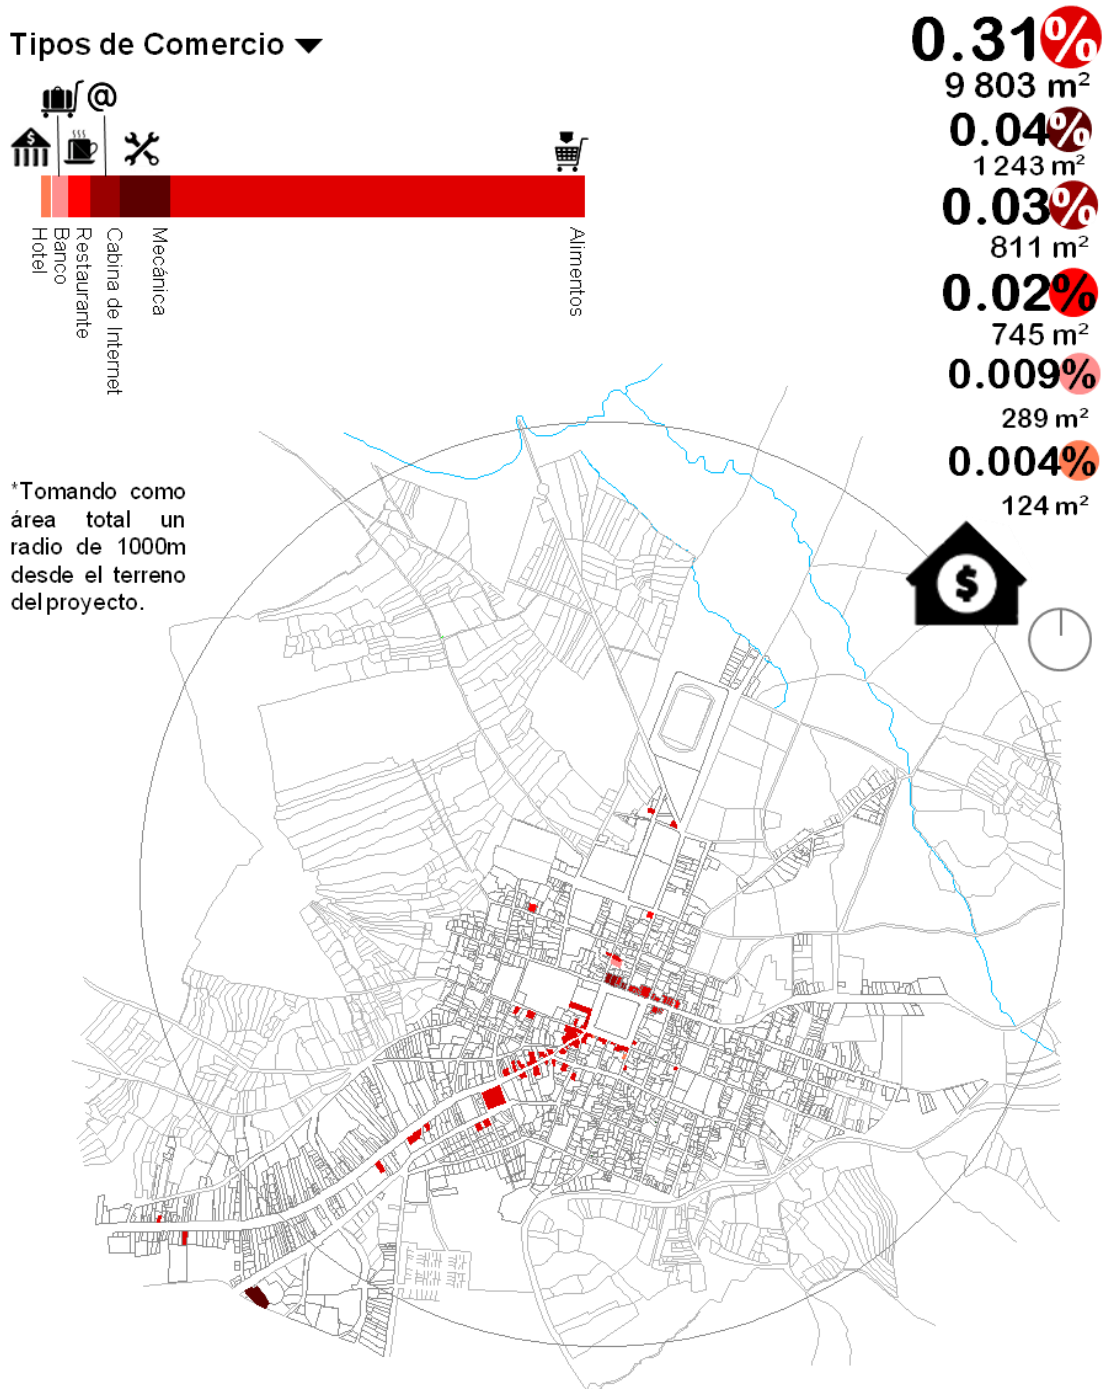 Tipos de Comercio
@
$
Hotel
Banco
Restaurante
Cabina de Internet
Mecánica
Alimentos
0.31%
9 803 m²
0.04%
1 243 m²
0.03%
811 m²
0.02%
745 m²
0.009%
289 m²
0.004%
124 m²
$
*Tomando como
área total un
radio de 1000m
desde el terreno
del proyecto.